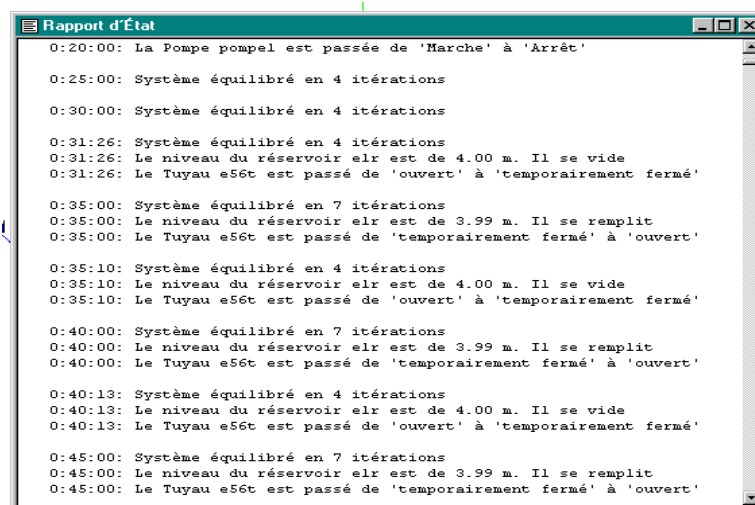 Rapport d'État
0:20:00: La Pompe pompe1 est passée de 'Marche' à 'Arrêt'
0:25:00: Système équilibré en 4 itérations
0:30:00: Système équilibré en 4 itérations
0:31:26: Système équilibré en 4 itérations
0:31:26: Le niveau du réservoir e1r est de 4.00 m. Il se vide
0:31:26: Le Tuyau e56t est passé de 'ouvert' à 'temporairement fermé'
0:35:00: Système équilibré en 7 itérations
0:35:00: Le niveau du réservoir e1r est de 3.99 m. Il se remplit
0:35:00: Le Tuyau e56t est passé de 'temporairement fermé' à 'ouvert'
0:35:10: Système équilibré en 4 itérations
0:35:10: Le niveau du réservoir e1r est de 4.00 m. Il se vide
0:35:10: Le Tuyau e56t est passé de 'ouvert' à 'temporairement fermé'
0:40:00: Système équilibré en 7 itérations
0:40:00: Le niveau du réservoir e1r est de 3.99 m. Il se remplit
0:40:00: Le Tuyau e56t est passé de 'temporairement fermé' à 'ouvert'
0:40:13: Système équilibré en 4 itérations
0:40:13: Le niveau du réservoir e1r est de 4.00 m. Il se vide
0:40:13: Le Tuyau e56t est passé de 'ouvert' à 'temporairement fermé'
0:45:00: Système équilibré en 7 itérations
0:45:00: Le niveau du réservoir e1r est de 3.99 m. Il se remplit
0:45:00: Le Tuyau e56t est passé de 'temporairement fermé' à 'ouvert'